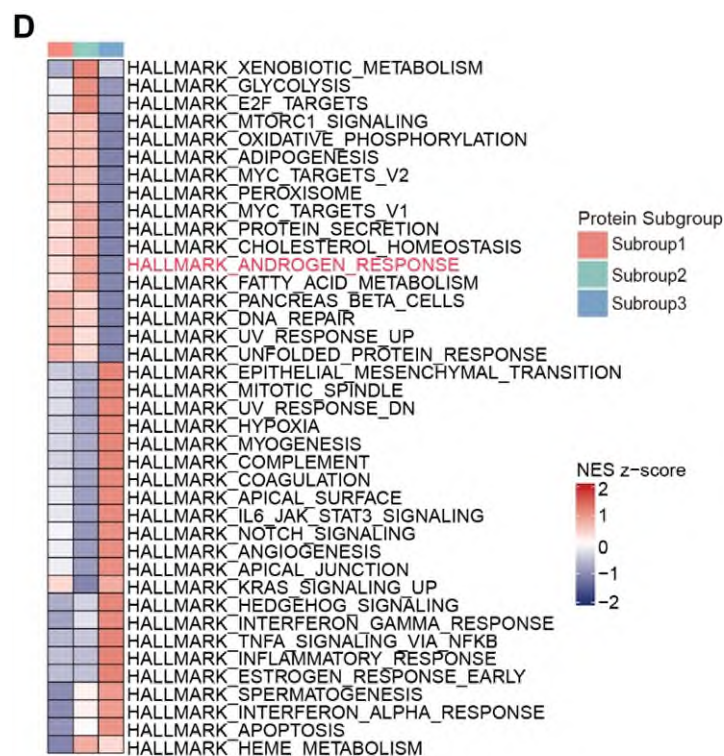 D
HALLMARK_XENOBIOTIC_METABOLISM
HALLMARK_GLYCOLYSIS
HALLMARK_E2F_TARGETS
HALLMARK_MTORC1_SIGNALING
HALLMARK_OXIDATIVE_PHOSPHORYLATION
HALLMARK_ADIPOGENESIS
HALLMARK_MYC_TARGETS_V2
HALLMARK_PEROXISOME
HALLMARK_MYC_TARGETS_V1
HALLMARK_PROTEIN_SECRETION
HALLMARK_CHOLESTEROL_HOMEOSTASIS
HALLMARK_ANDROGEN_RESPONSE
HALLMARK_FATTY_ACID_METABOLISM
HALLMARK_PANCREAS_BETA_CELLS
HALLMARK_DNA_REPAIR
HALLMARK_UV_RESPONSE_UP
HALLMARK_UNFOLDED_PROTEIN_RESPONSE
HALLMARK_EPITHELIAL_MESENCHYMAL_TRANSITION
HALLMARK_MITOTIC_SPINDLE
HALLMARK_UV_RESPONSE_DN
HALLMARK_HYPOXIA
HALLMARK_MYOGENESIS
HALLMARK_COMPLEMENT
HALLMARK_COAGULATION
HALLMARK_APICAL_SURFACE
HALLMARK_IL6_JAK_STAT3_SIGNALING
HALLMARK_NOTCH_SIGNALING
HALLMARK_ANGIOGENESIS
HALLMARK_APICAL_JUNCTION
HALLMARK_KRAS_SIGNALING_UP
HALLMARK_HEDGEHOG_SIGNALING
HALLMARK_INTERFERON_GAMMA_RESPONSE
HALLMARK_TNFA_SIGNALING_VIA_NFKB
HALLMARK_INFLAMMATORY_RESPONSE
HALLMARK_ESTROGEN_RESPONSE_EARLY
HALLMARK_SPERMATOGENESIS
HALLMARK_INTERFERON_ALPHA_RESPONSE
HALLMARK_APOPTOSIS
HALLMARK_HEME_METABOLISM
Protein Subgroup
Subroup1
Subroup2
Subroup3
NES z−score
2
1
0
−1
−2